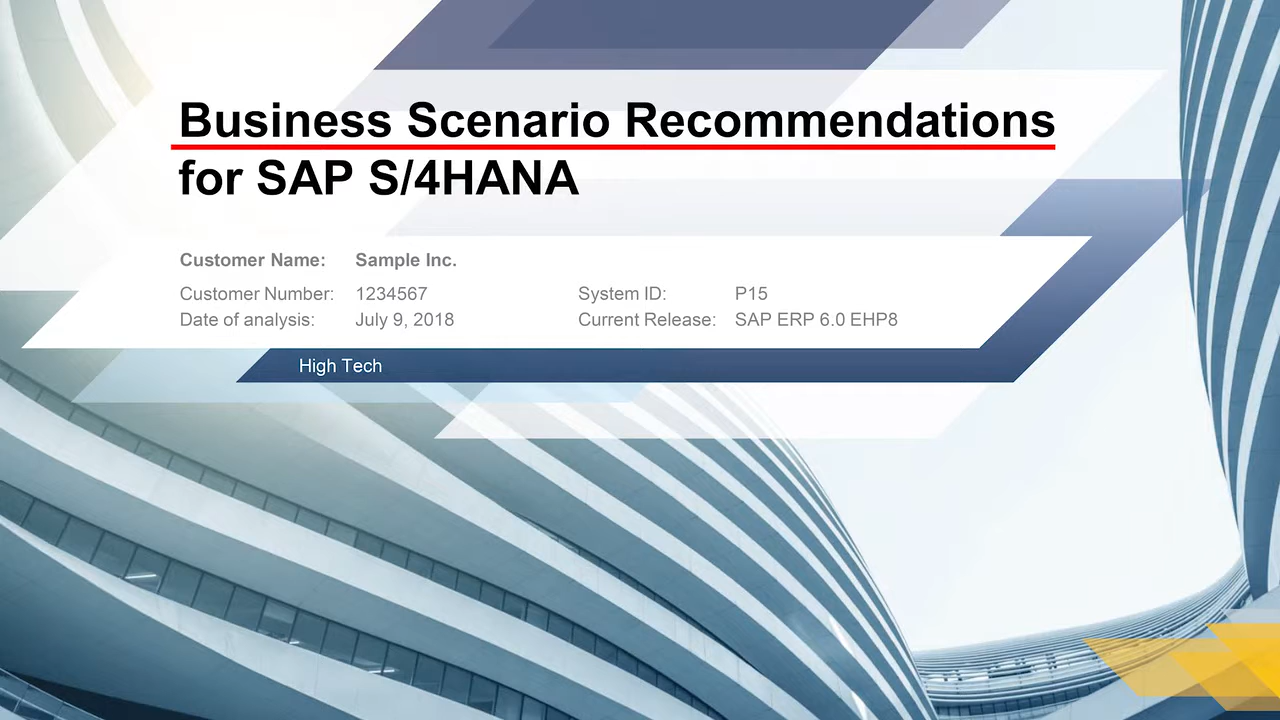 Business Scenario Recommendations
for SAP S/4HANA
Customer Name: Sample Inc.
Customer Number: 1234567 System ID: P15
Date of analysis: July 9, 2018 Current Release: SAP ERP 6.0 EHP8
High Tech